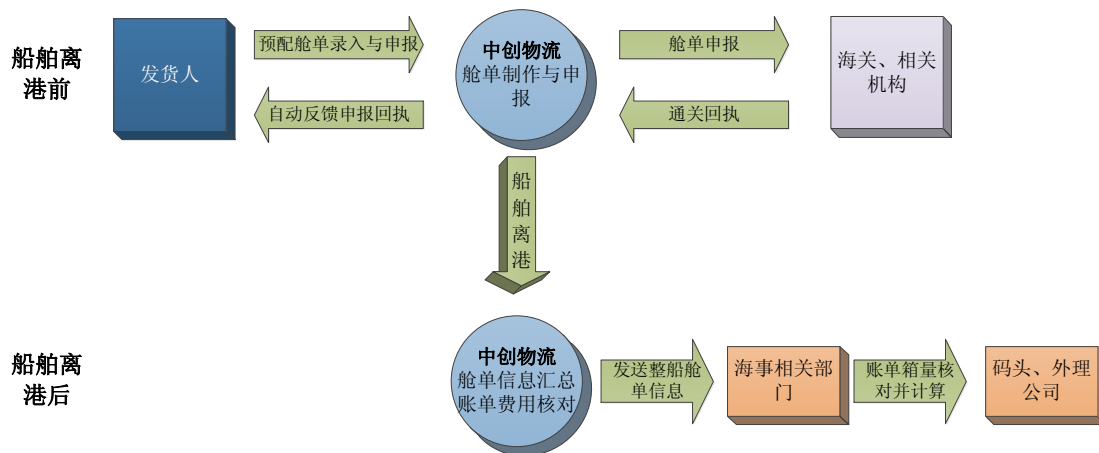 船舶离
港前
发货人
预配舱单录入与申报
自动反馈申报回执
中创物流
舱单制作与申
报
舱单申报
通关回执
海关、相关
机构
船
舶
离
港
船舶离
港后
中创物流
舱单信息汇总
账单费用核对
发送整船舱
单信息
海事相关部
门
账单箱量核
对并计算
码头、外理
公司